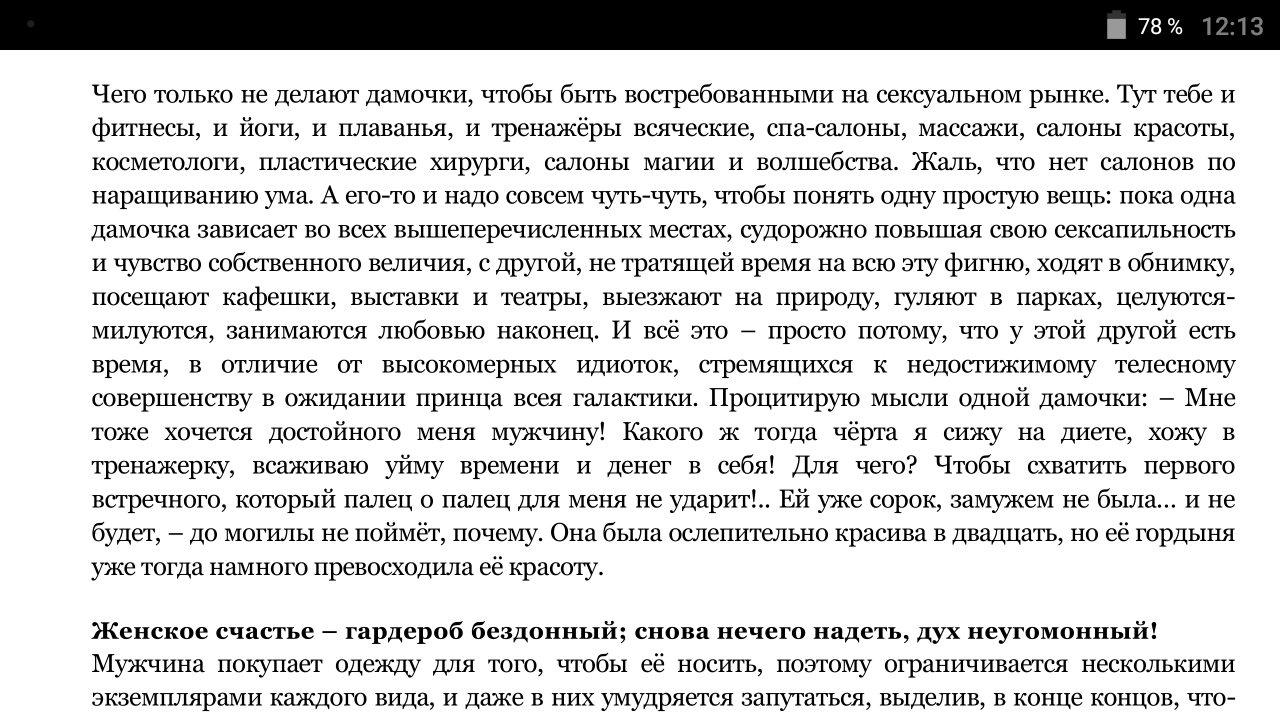 78 % 12:13
Чего только не делают дамочки, чтобы быть востребованными на сексуальном рынке. Тут тебе и
фитнесы, и йоги, и плаванья, и тренажёры всяческие, спа-салоны, массажи, салоны красоты,
косметологи, пластические хирурги, салоны магии и волшебства. Жаль, что нет салонов по
наращиванию ума. А его-то и надо совсем чуть-чуть, чтобы понять одну простую вещь: пока одна
дамочка зависает во всех вышеперечисленных местах, судорожно повышая свою сексапильность
и чувство собственного величия, с другой, не тратящей время на всю эту фигню, ходят в обнимку,
посещают кафешки, выставки и театры, выезжают на природу, гуляют в парках, целуются-
милуются, занимаются любовью наконец. И всё это – просто потому, что у этой другой есть
время, в отличие от высокомерных идиоток, стремящихся к недостижимому телесному
совершенству в ожидании принца всея галактики. Процитирую мысли одной дамочки: – Мне
тоже хочется достойного меня мужчину! Какого ж тогда чёрта я сижу на диете, хожу в
тренажерку, всаживаю уйму времени и денег в себя! Для чего? Чтобы схватить первого
встречного, который палец о палец для меня не ударит!.. Ей уже сорок, замужем не была... и не
будет, – до могилы не поймёт, почему. Она была ослепительно красива в двадцать, но её гордыня
уже тогда намного превосходила её красоту.
Женское счастье – гардероб бездонный; снова нечего надеть, дух неугомонный!
Мужчина покупает одежду для того, чтобы её носить, поэтому ограничивается несколькими
экземплярами каждого вида, и даже в них умудряется запутаться, выделив, в конце концов, что-